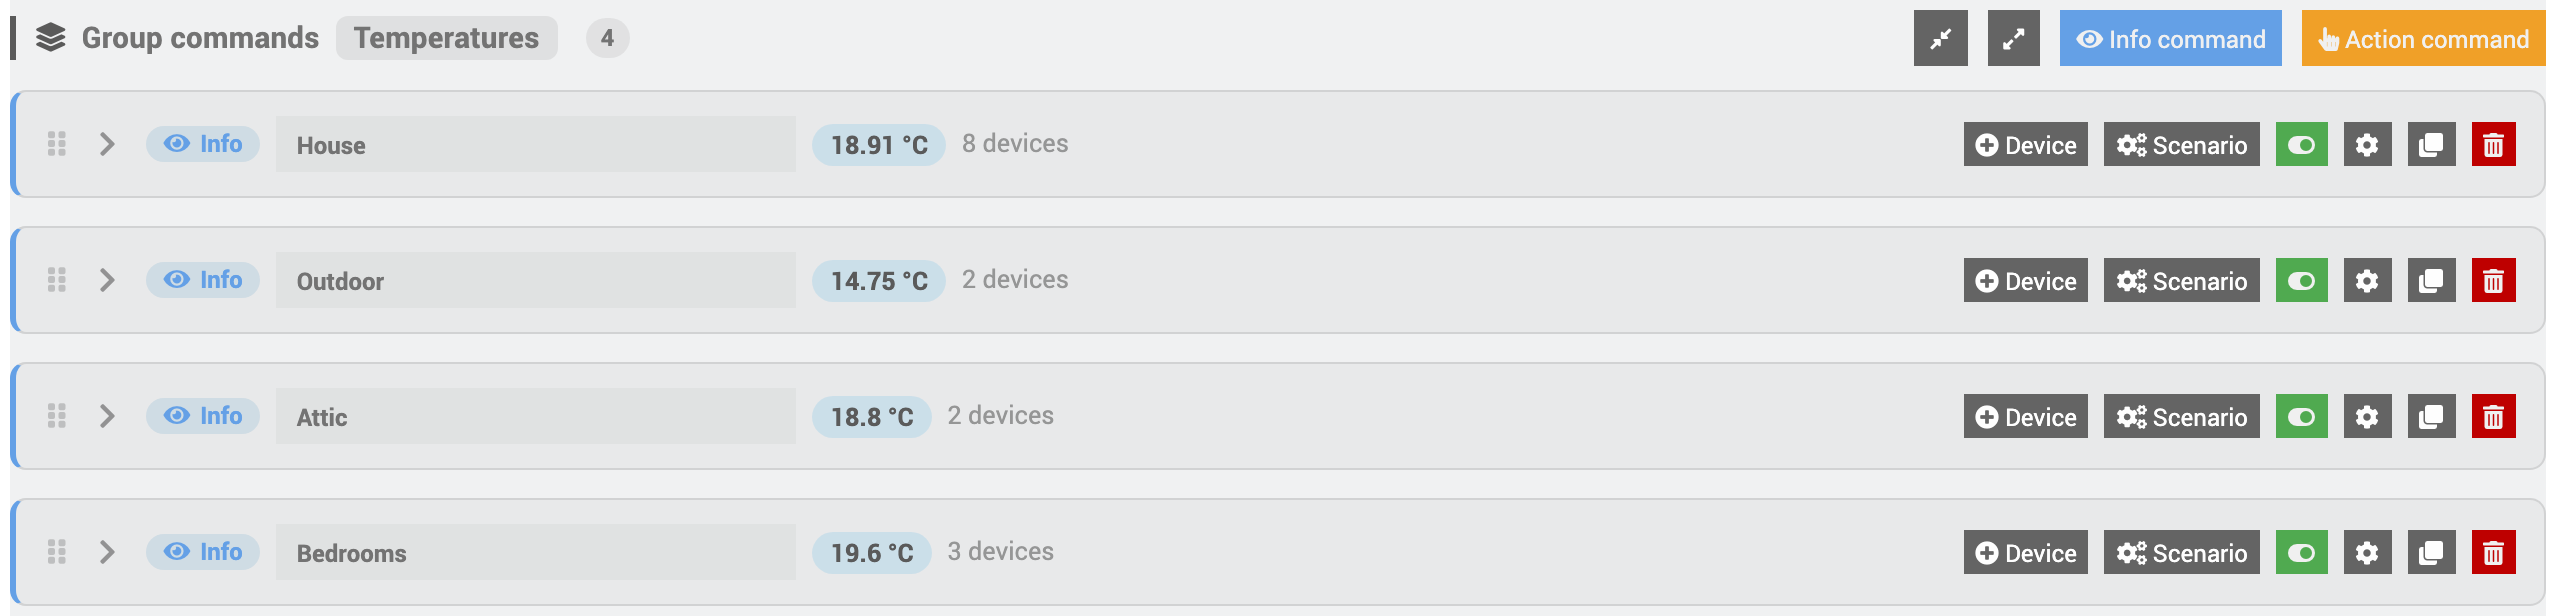 Group commands Temperatures 4 Info command Action command
Info House 18.91 °C 8 devices Device Scenario
Info Outdoor 14.75 °C 2 devices Device Scenario
Info Attic 18.8 °C 2 devices Device Scenario
Info Bedrooms 19.6 °C 3 devices Device Scenario